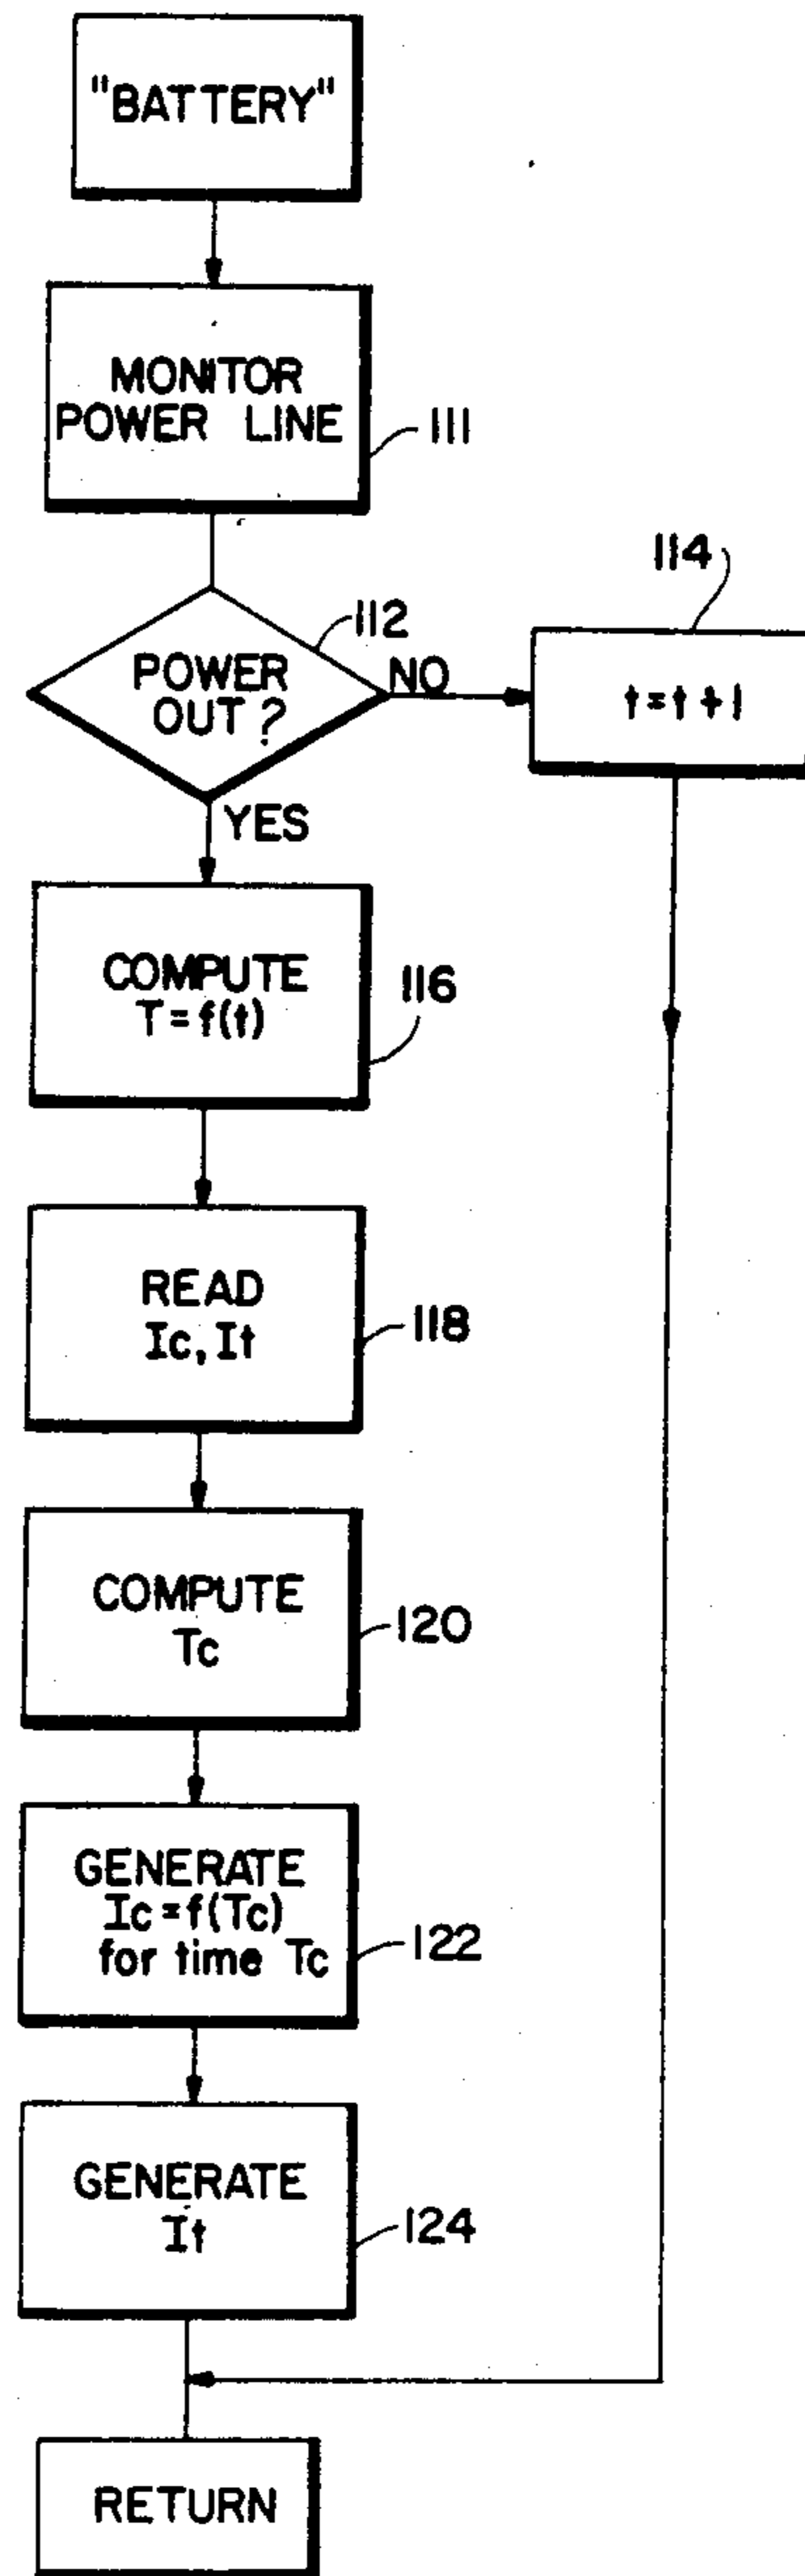 "BATTERY"
MONITOR
POWER LINE
111
112
POWER
OUT?
NO
114
t = t + 1
YES
COMPUTE
T = f(t)
116
READ
Ic, It
118
COMPUTE
Tc
120
GENERATE
Ic = f(Tc)
for time Tc
122
GENERATE
It
124
RETURN